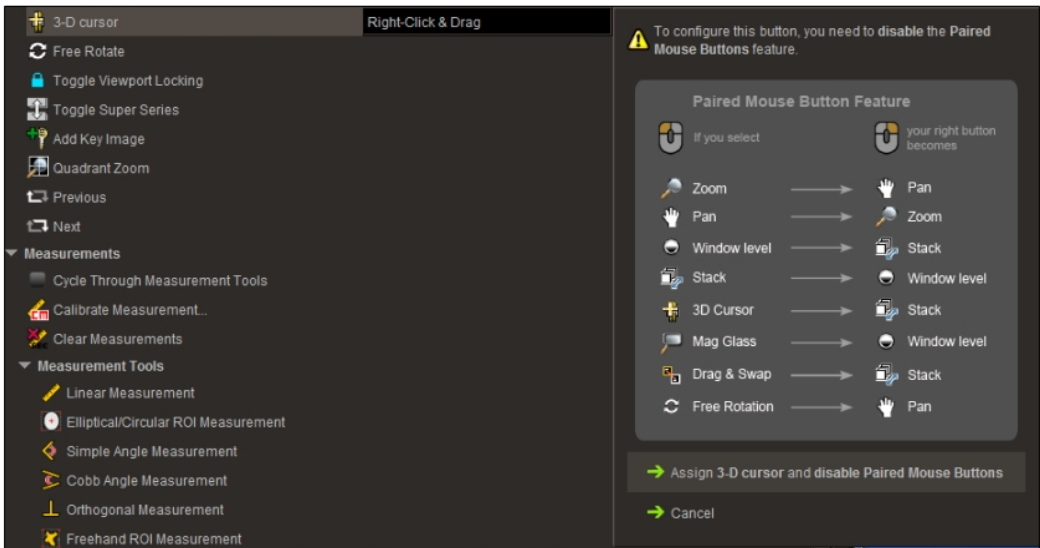 3-D cursor
Right-Click & Drag
Free Rotate
Toggle Viewport Locking
Toggle Super Series
Add Key Image
Quadrant Zoom
Previous
Next
Measurements
Cycle Through Measurement Tools
Calibrate Measurement...
Clear Measurements
Measurement Tools
Linear Measurement
Elliptical/Circular ROI Measurement
Simple Angle Measurement
Cobb Angle Measurement
Orthogonal Measurement
Freehand ROI Measurement
To configure this button, you need to disable the Paired
Mouse Buttons feature.
Paired Mouse Button Feature
If you select
your right button
becomes
Zoom Pan
Pan Zoom
Window level Stack
Stack Window level
3D Cursor Stack
Mag Glass Window level
Drag & Swap Stack
Free Rotation Pan
Assign 3-D cursor and disable Paired Mouse Buttons
Cancel